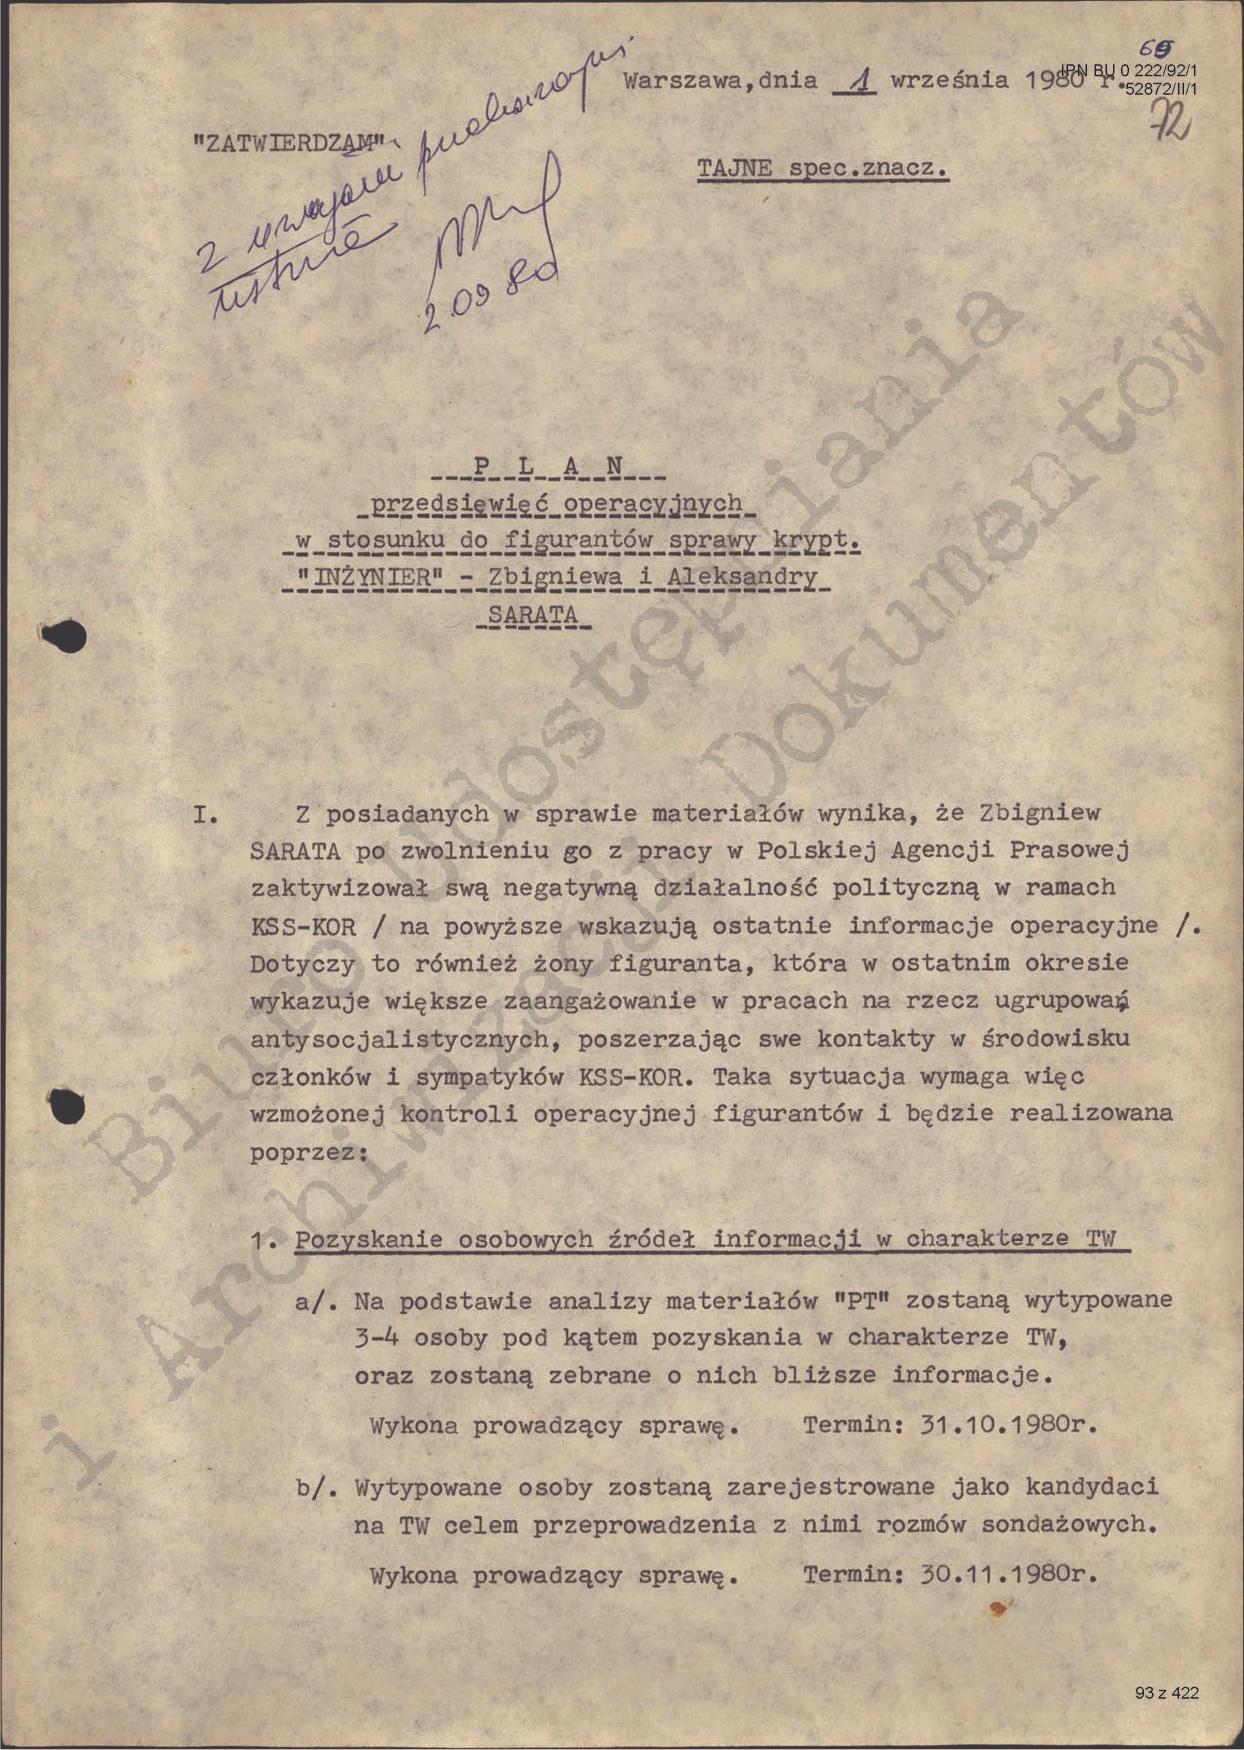 69
IPN BU 0 222/92/1
52872/II/1
72
Warszawa,dnia 1 września 1980 r.
"ZATWIERDZAM"
z uwagami przekazanymi
ustnie
2.09 80
TAJNE spec.znacz.
P L A N
przedsięwięć operacyjnych
w stosunku do figurantów sprawy krypt.
"INŻYNIER" - Zbigniewa i Aleksandry
SARATA
I. Z posiadanych w sprawie materiałów wynika, że Zbigniew
SARATA po zwolnieniu go z pracy w Polskiej Agencji Prasowej
zaktywizował swą negatywną działalność polityczną w ramach
KSS-KOR / na powyższe wskazują ostatnie informacje operacyjne /.
Dotyczy to również żony figuranta, która w ostatnim okresie
wykazuje większe zaangażowanie w pracach na rzecz ugrupowań
antysocjalistycznych, poszerzając swe kontakty w środowisku
członków i sympatyków KSS-KOR. Taka sytuacja wymaga więc
wzmożonej kontroli operacyjnej figurantów i będzie realizowana
poprzez:
1. Pozyskanie osobowych źródeł informacji w charakterze TW
a/. Na podstawie analizy materiałów "PT" zostaną wytypowane
3-4 osoby pod kątem pozyskania w charakterze TW,
oraz zostaną zebrane o nich bliższe informacje.
Wykona prowadzący sprawę. Termin: 31.10.1980r.
b/. Wytypowane osoby zostaną zarejestrowane jako kandydaci
na TW celem przeprowadzenia z nimi rozmów sondażowych.
Wykona prowadzący sprawę. Termin: 30.11.1980r.
Biuro Udostępniania
i Archiwizacji Dokumentów
93 z 422